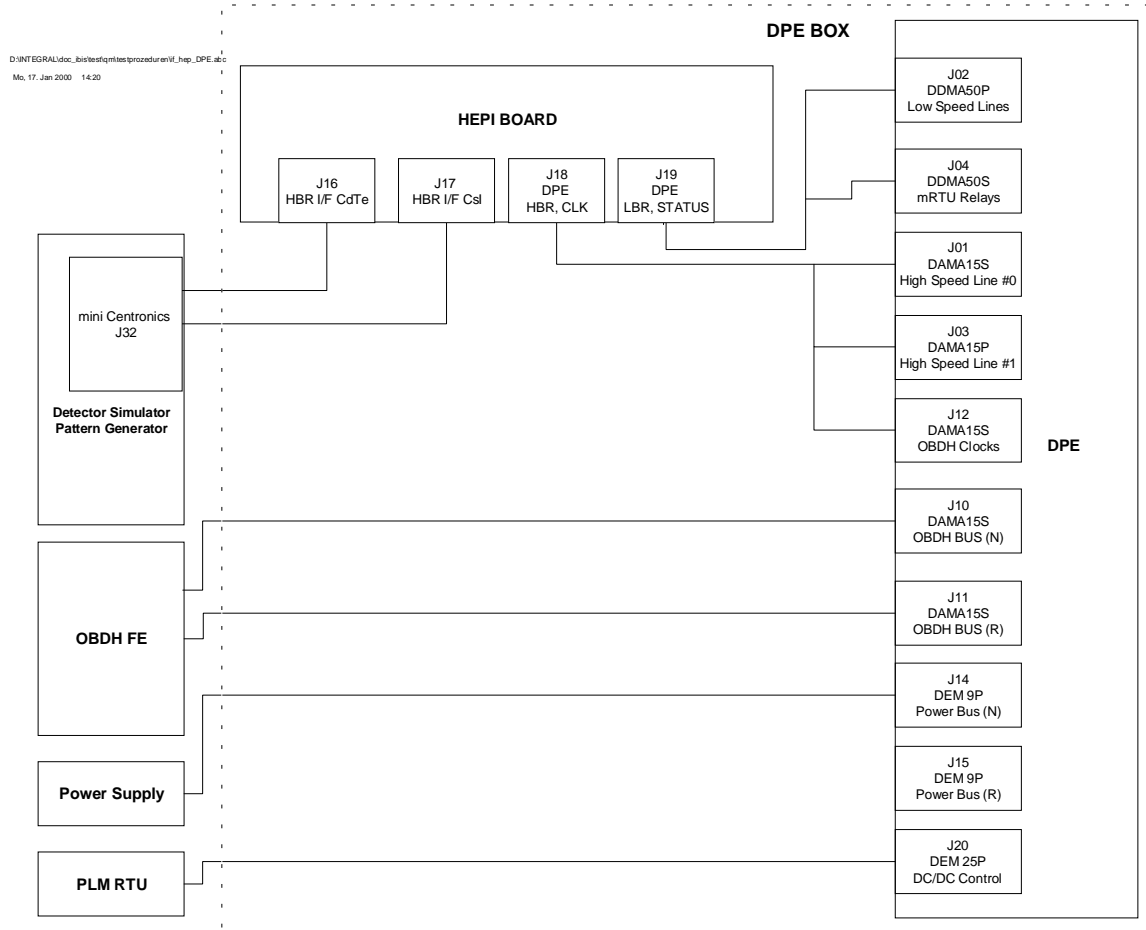 DPE BOX
D:\INTEGRAL\doc_ibis\test\qm\testprozeduren\if_hep_DPE.abc
Mo, 17. Jan 2000 14:20
HEPI BOARD
J16
HBR I/F CdTe
J17
HBR I/F CsI
J18
DPE
HBR, CLK
J19
DPE
LBR, STATUS
J02
DDMA50P
Low Speed Lines
J04
DDMA50S
mRTU Relays
J01
DAMA15S
High Speed Line #0
J03
DAMA15P
High Speed Line #1
J12
DAMA15S
OBDH Clocks
DPE
J10
DAMA15S
OBDH BUS (N)
J11
DAMA15S
OBDH BUS (R)
J14
DEM 9P
Power Bus (N)
J15
DEM 9P
Power Bus (R)
J20
DEM 25P
DC/DC Control
mini Centronics
J32
Detector Simulator
Pattern Generator
OBDH FE
Power Supply
PLM RTU